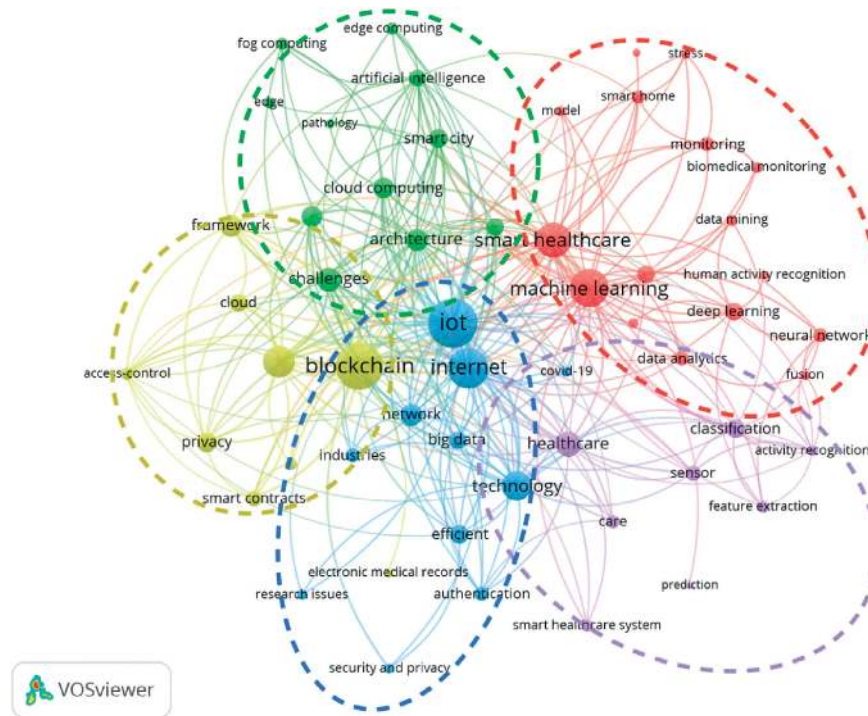 edge computing
fog computing
stress
artificial intelligence
smart home
edge
model
pathology
smart city
monitoring
biomedical monitoring
cloud computing
data mining
framework
architecture
smart healthcare
challenges
human activity recognition
machine learning
cloud
deep learning
iot
neural network
data analytics
blockchain
internet
covid-19
access-control
fusion
network
classification
privacy
big data
healthcare
industries
activity recognition
sensor
technology
smart contracts
feature extraction
care
efficient
electronic medical records
prediction
research issues
authentication
smart healthcare system
security and privacy
VOSviewer